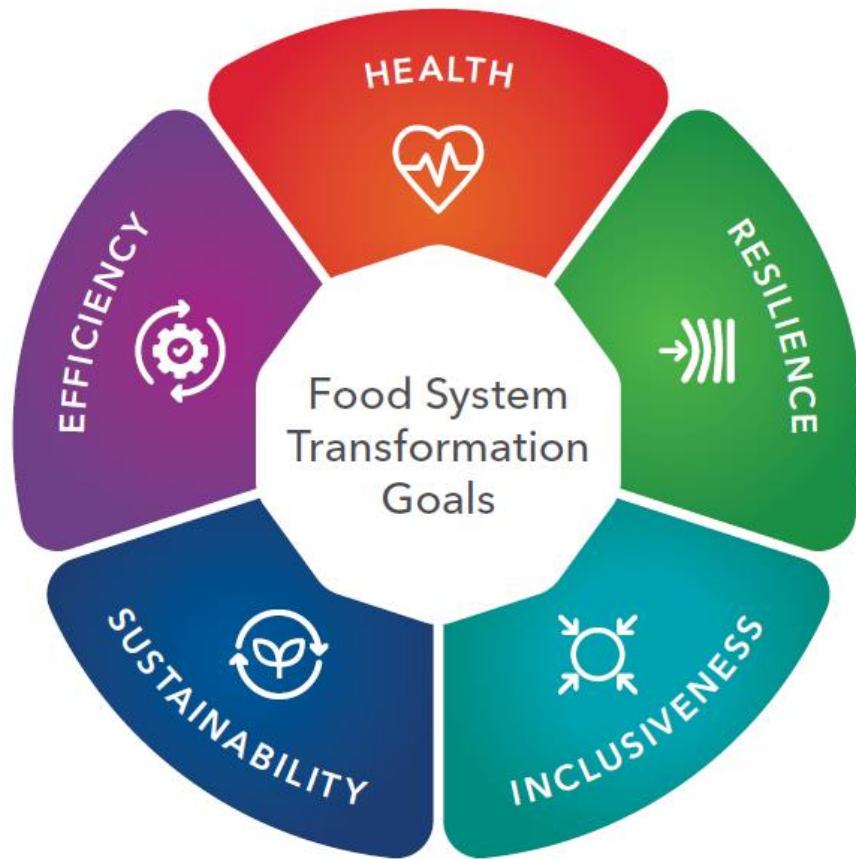 HEALTH
RESILIENCE
INCLUSIVENESS
SUSTAINABILITY
EFFICIENCY
Food System
Transformation
Goals